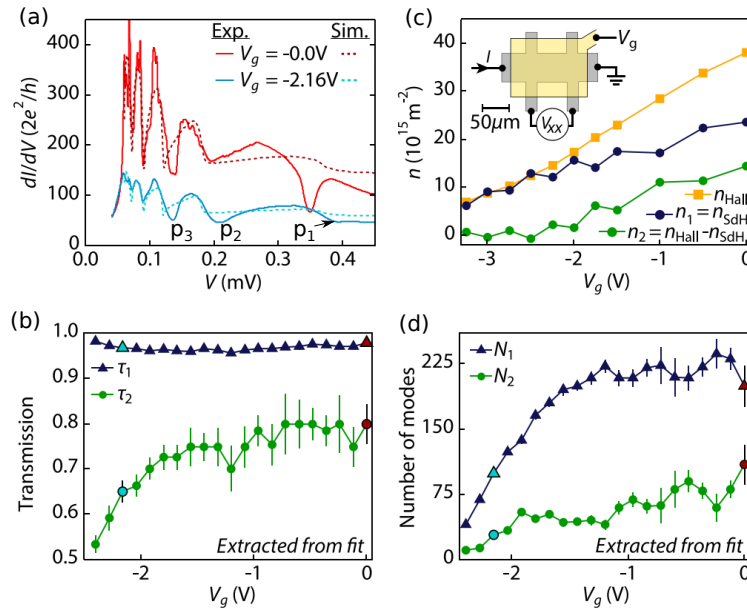 (a)
Exp. Sim.
V_g = -0.0V
V_g = -2.16V
dI/dV (2e²/h)
400
300
200
100
0
p₃ p₂ p₁
0.0 0.1 0.2 0.3 0.4
V (mV)
(c)
I
V_g
50μm
V_xx
n (10¹⁵ m⁻²)
40
30
20
10
0
n_Hall
n₁ = n_SdH
n₂ = n_Hall - n_SdH
-3 -2 -1 0
V_g (V)
(b)
Transmission
1.0
0.9
0.8
0.7
0.6
0.5
τ₁
τ₂
Extracted from fit
-2 -1 0
V_g (V)
(d)
Number of modes
225
150
75
0
N₁
N₂
Extracted from fit
-2 -1 0
V_g (V)